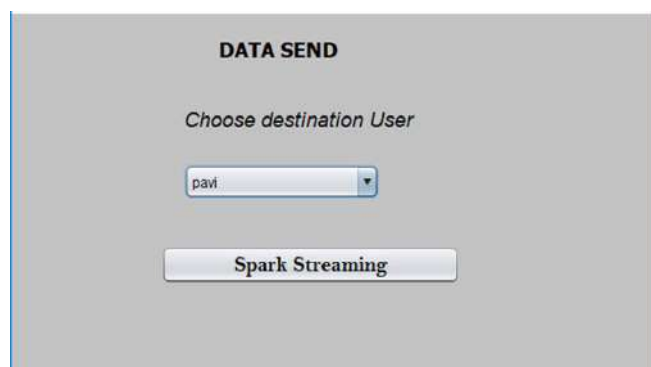 DATA SEND
Choose destination User
pavi
Spark Streaming